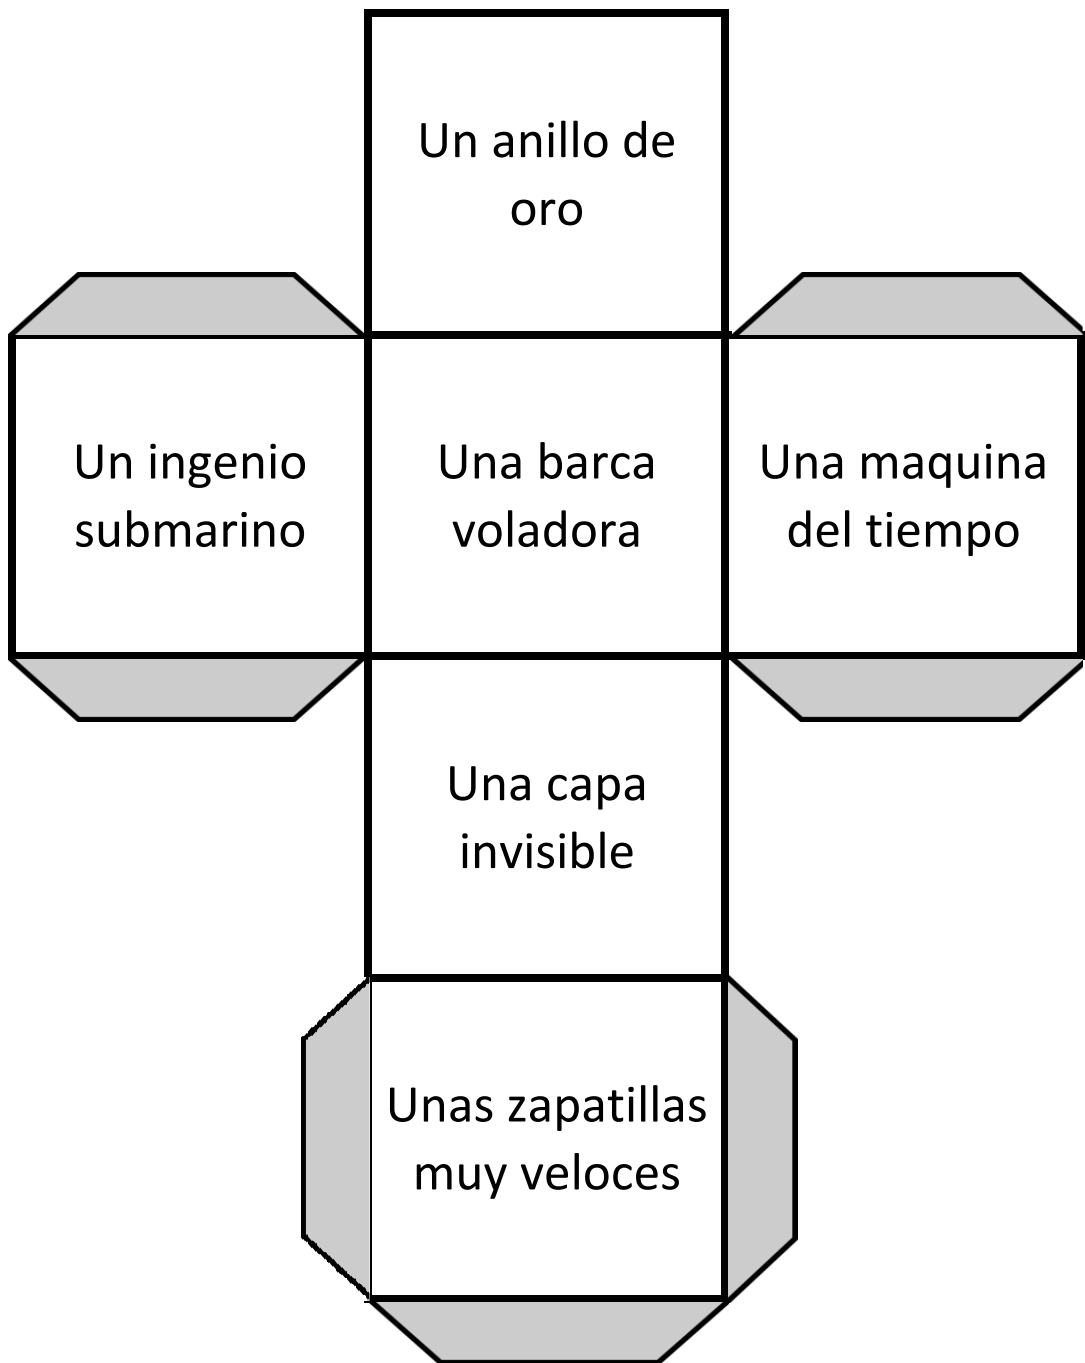 Un anillo de
oro
Un ingenio
submarino
Una barca
voladora
Una maquina
del tiempo
Una capa
invisible
Unas zapatillas
muy veloces